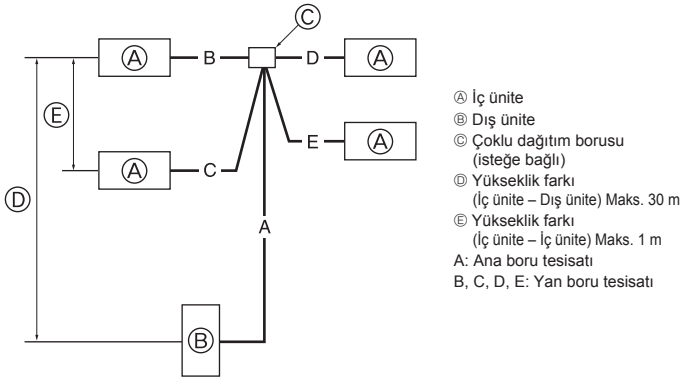 Ⓒ
Ⓐ B D Ⓐ
Ⓔ
Ⓐ C E Ⓐ
Ⓓ
A
Ⓑ
Ⓐ İç ünite
Ⓑ Dış ünite
Ⓒ Çoklu dağıtım borusu
(isteğe bağlı)
Ⓓ Yükseklik farkı
(İç ünite – Dış ünite) Maks. 30 m
Ⓔ Yükseklik farkı
(İç ünite – İç ünite) Maks. 1 m
A: Ana boru tesisatı
B, C, D, E: Yan boru tesisatı